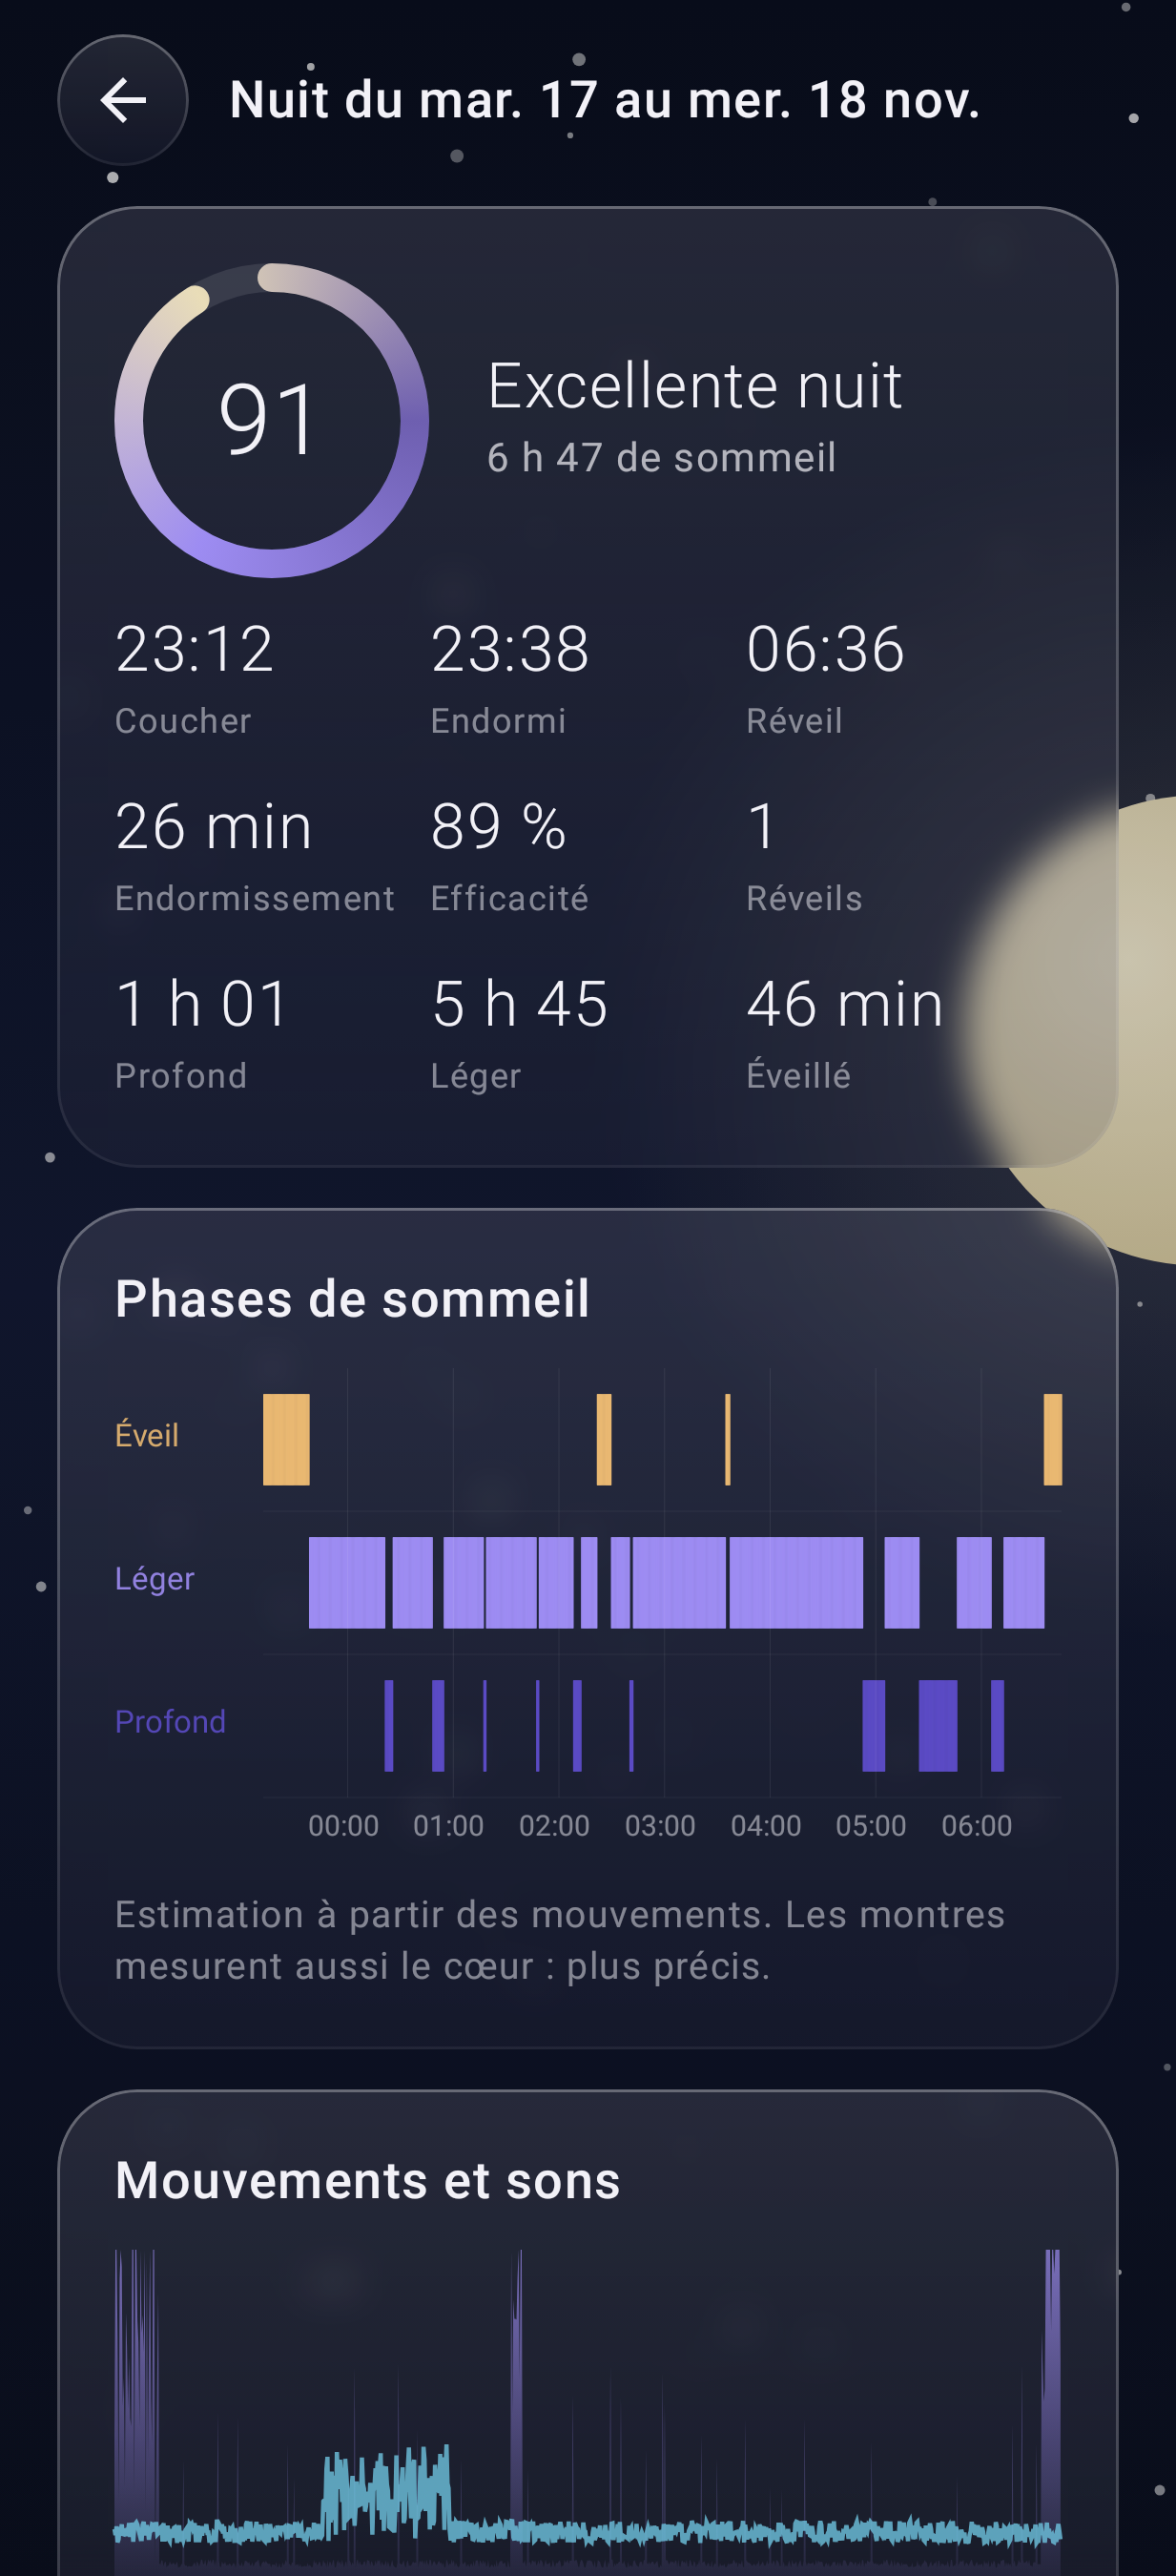 Nuit du mar. 17 au mer. 18 nov.
91
Excellente nuit
6 h 47 de sommeil
23:12 23:38 06:36
Coucher Endormi Réveil
26 min 89 % 1
Endormissement Efficacité Réveils
1 h 01 5 h 45 46 min
Profond Léger Éveillé
Phases de sommeil
Éveil
Léger
Profond
00:00 01:00 02:00 03:00 04:00 05:00 06:00
Estimation à partir des mouvements. Les montres
mesurent aussi le cœur : plus précis.
Mouvements et sons